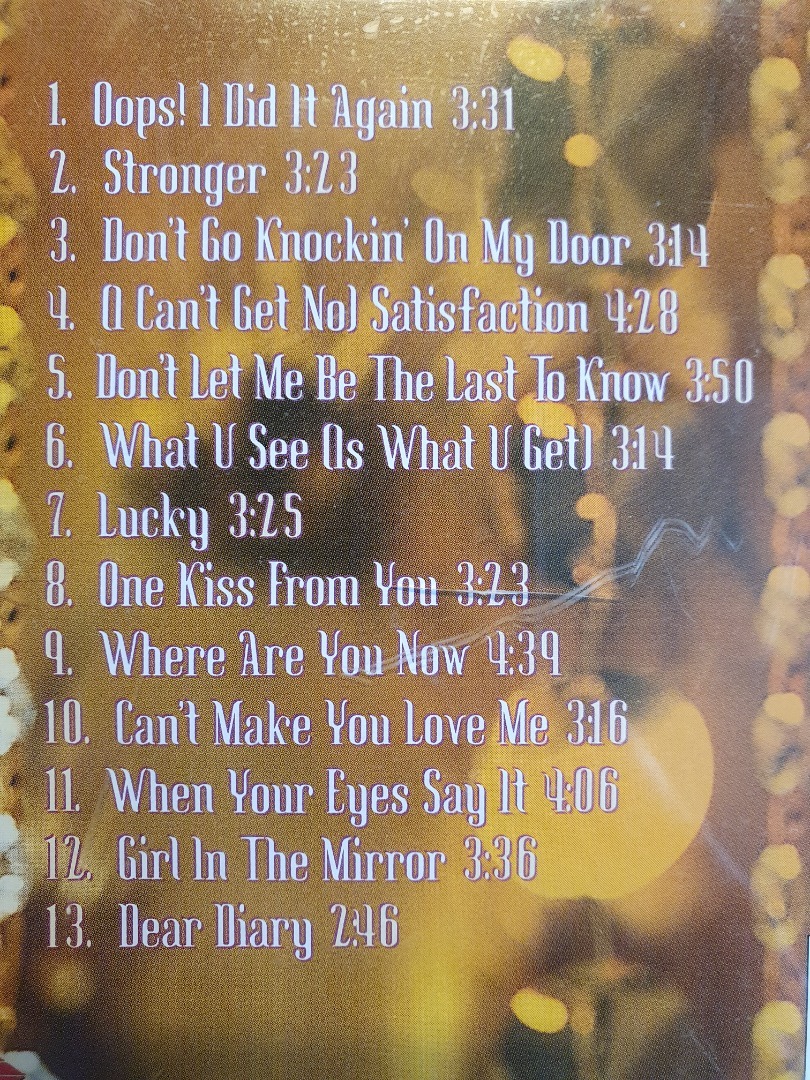 1. Oops! I Did It Again 3:31
2. Stronger 3:23
3. Don't Go Knockin' On My Door 3:14
4. (I Can't Get No) Satisfaction 4:28
5. Don't Let Me Be The Last To Know 3:50
6. What U See (Is What U Get) 3:14
7. Lucky 3:25
8. One Kiss From You 3:23
9. Where Are You Now 4:39
10. Can't Make You Love Me 3:16
11. When Your Eyes Say It 4:06
12. Girl In The Mirror 3:36
13. Dear Diary 2:46